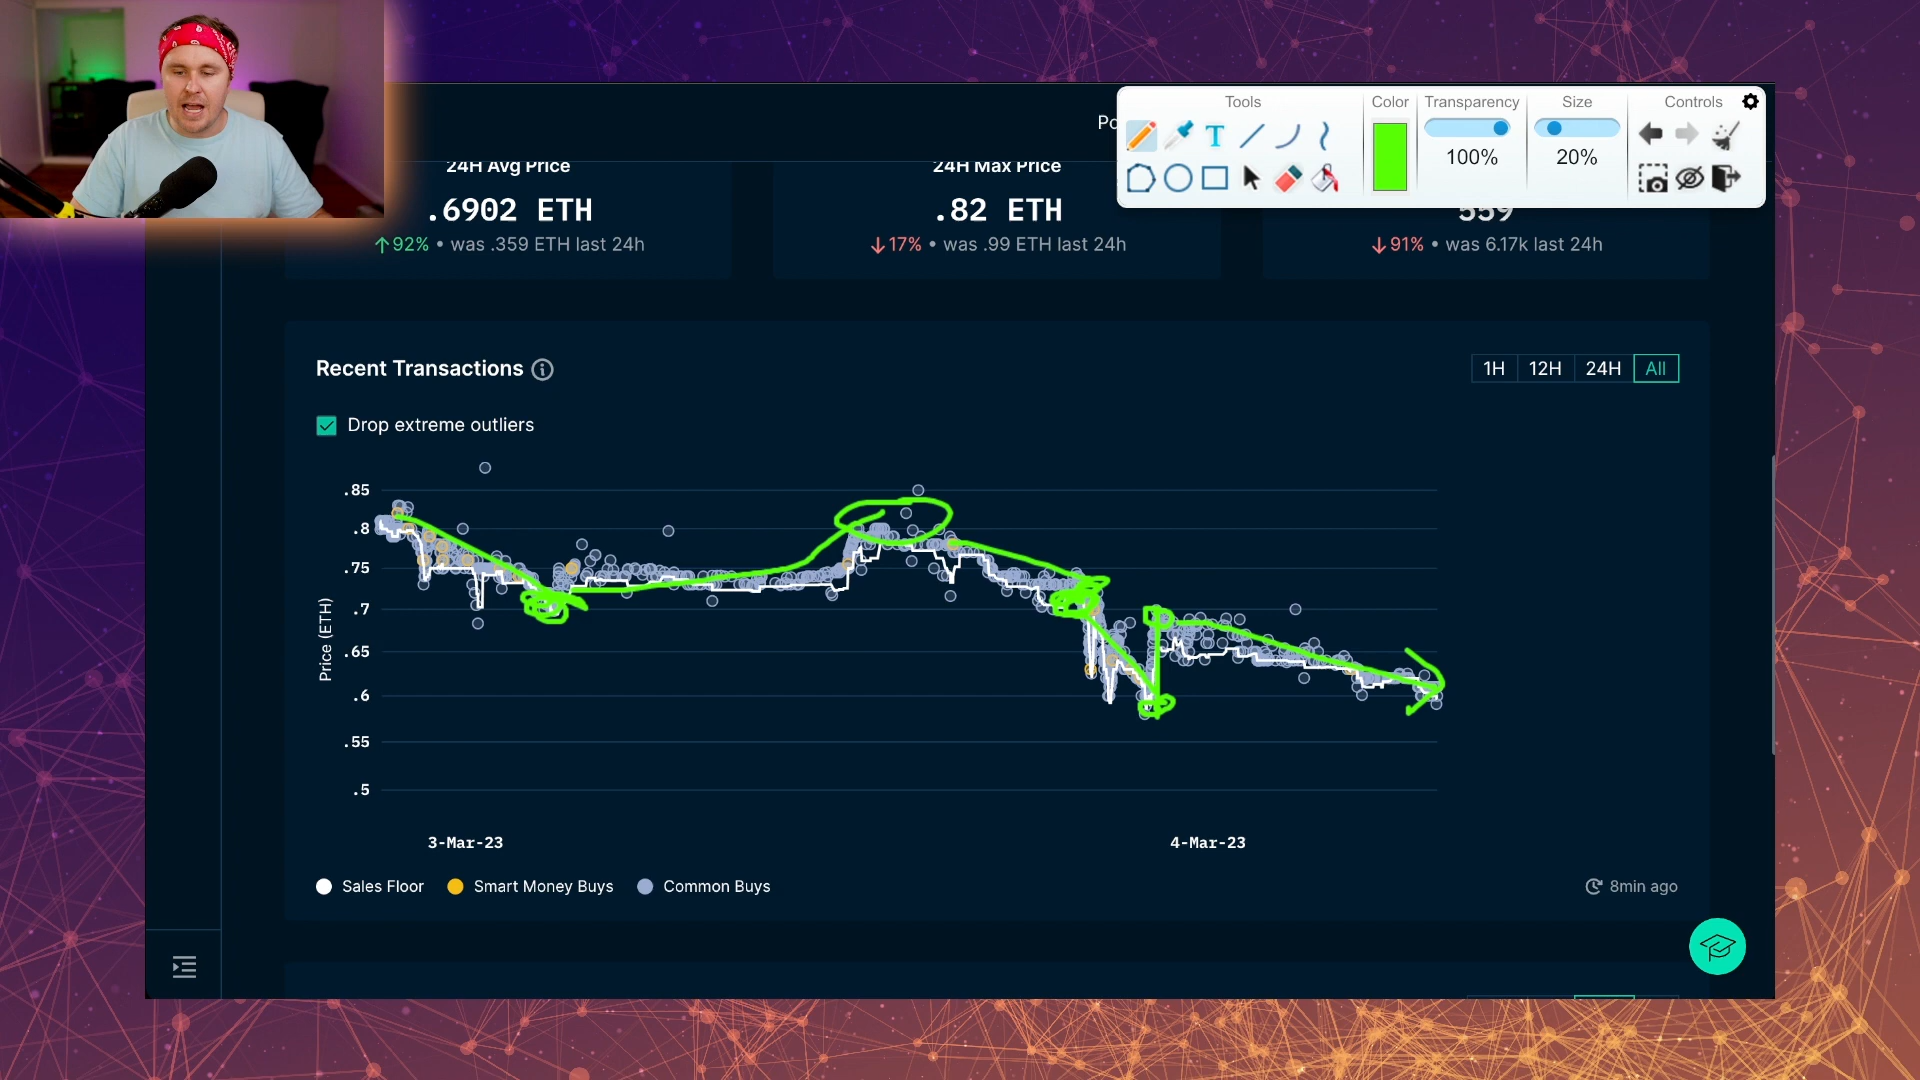 Po
Tools
T
Color
Transparency
100%
Size
20%
Controls
24H Avg Price
.6902 ETH
↑92% • was .359 ETH last 24h
24H Max Price
.82 ETH
↓17% • was .99 ETH last 24h
559
↓91% • was 6.17k last 24h
Recent Transactions
1H 12H 24H All
Drop extreme outliers
Price (ETH)
.85
.8
.75
.7
.65
.6
.55
.5
3-Mar-23 4-Mar-23
Sales Floor Smart Money Buys Common Buys
8min ago